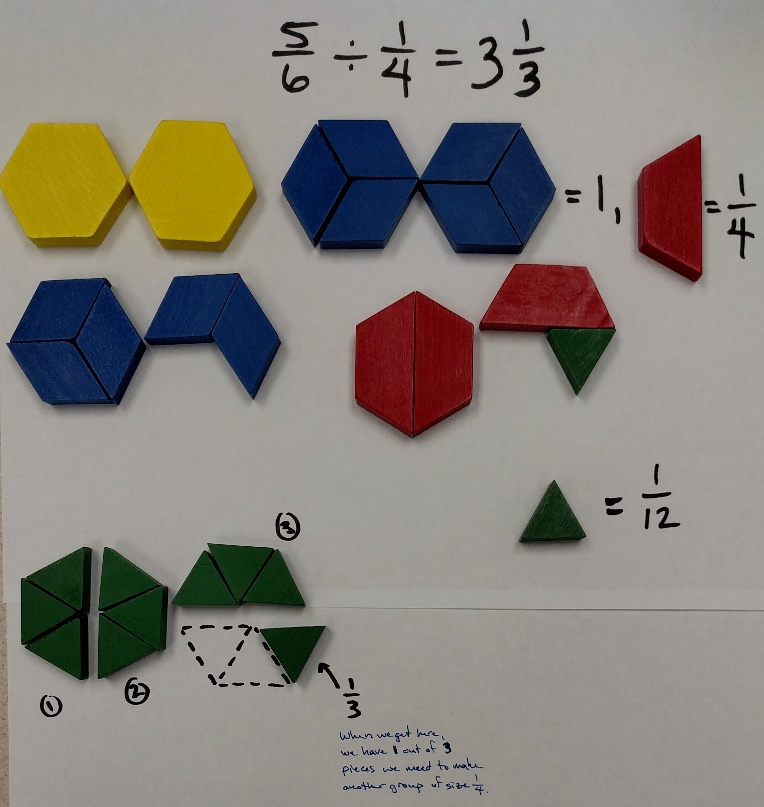 5/6 ÷ 1/4 = 3 1/3
= 1,
= 1/4
= 1/12
③
① ②
1/3
When we get here,
we have 1 out of 3
pieces we need to make
another group of size 1/4.